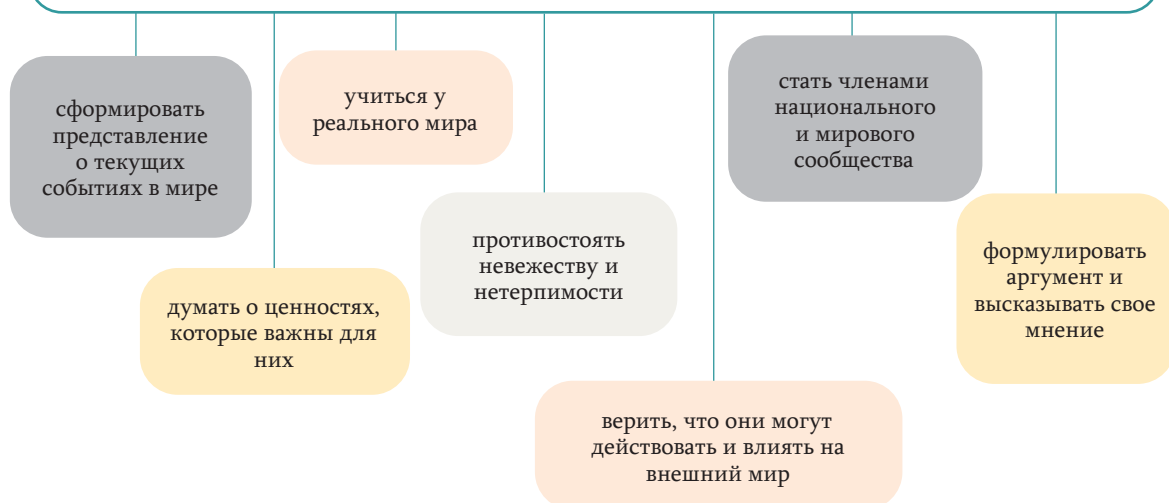 сформировать
представление
о текущих
событиях в мире
думать о ценностях,
которые важны для
них
учиться у
реального мира
противостоять
невежеству и
нетерпимости
верить, что они могут
действовать и влиять на
внешний мир
стать членами
национального
и мирового
сообщества
формулировать
аргумент и
высказывать свое
мнение